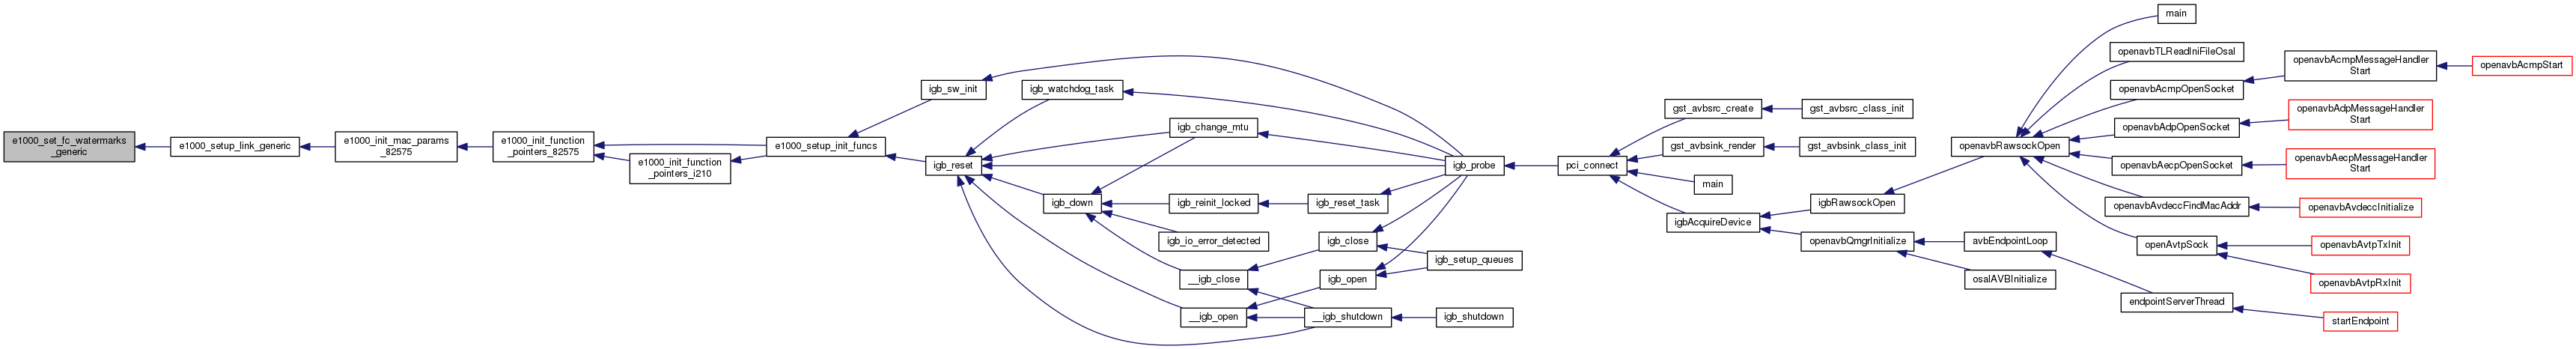 e1000_set_fc_watermarks
_generic
e1000_setup_link_generic
e1000_init_mac_params
_82575
e1000_init_function
_pointers_82575
e1000_init_function
_pointers_i210
e1000_setup_init_funcs
igb_sw_init
igb_reset
igb_watchdog_task
igb_change_mtu
igb_down
igb_reinit_locked
igb_io_error_detected
__igb_close
__igb_open
igb_reset_task
igb_close
igb_open
__igb_shutdown
igb_probe
igb_setup_queues
igb_shutdown
pci_connect
gst_avbsrc_create
gst_avbsink_render
main
igbAcquireDevice
gst_avbsrc_class_init
gst_avbsink_class_init
igbRawsockOpen
openavbQmgrInitialize
avbEndpointLoop
osalAVBInitialize
openavbRawsockOpen
main
openavbTLReadIniFileOsal
openavbAcmpOpenSocket
openavbAdpOpenSocket
openavbAecpOpenSocket
openavbAvdeccFindMacAddr
openAvtpSock
endpointServerThread
openavbAcmpMessageHandler
Start
openavbAcmpStart
openavbAdpMessageHandler
Start
openavbAecpMessageHandler
Start
openavbAvdeccInitialize
openavbAvtpTxInit
openavbAvtpRxInit
startEndpoint